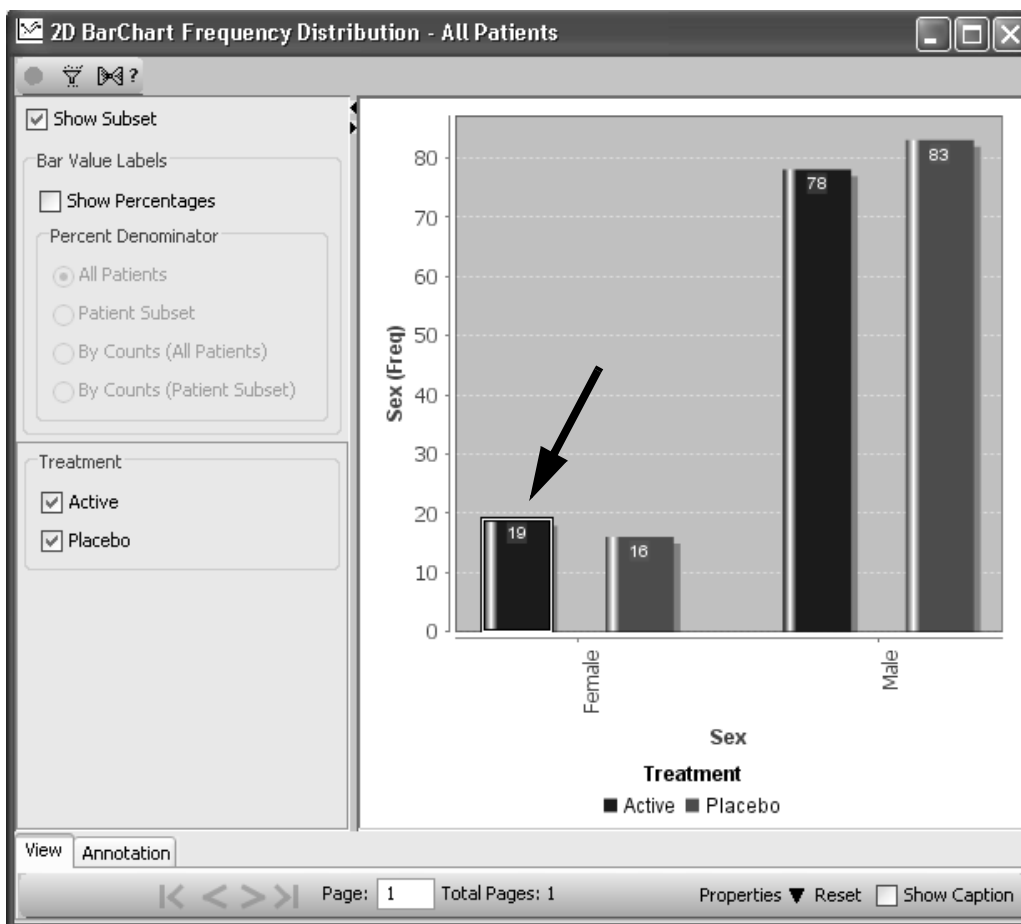 2D BarChart Frequency Distribution - All Patients
?
Show Subset
Bar Value Labels
Show Percentages
Percent Denominator
All Patients
Patient Subset
By Counts (All Patients)
By Counts (Patient Subset)
Treatment
Active
Placebo
Sex (Freq)
80
70
60
50
40
30
20
10
0
19
16
78
83
Female
Male
Sex
Treatment
Active Placebo
View Annotation
Page: 1 Total Pages: 1 Properties Reset Show Caption